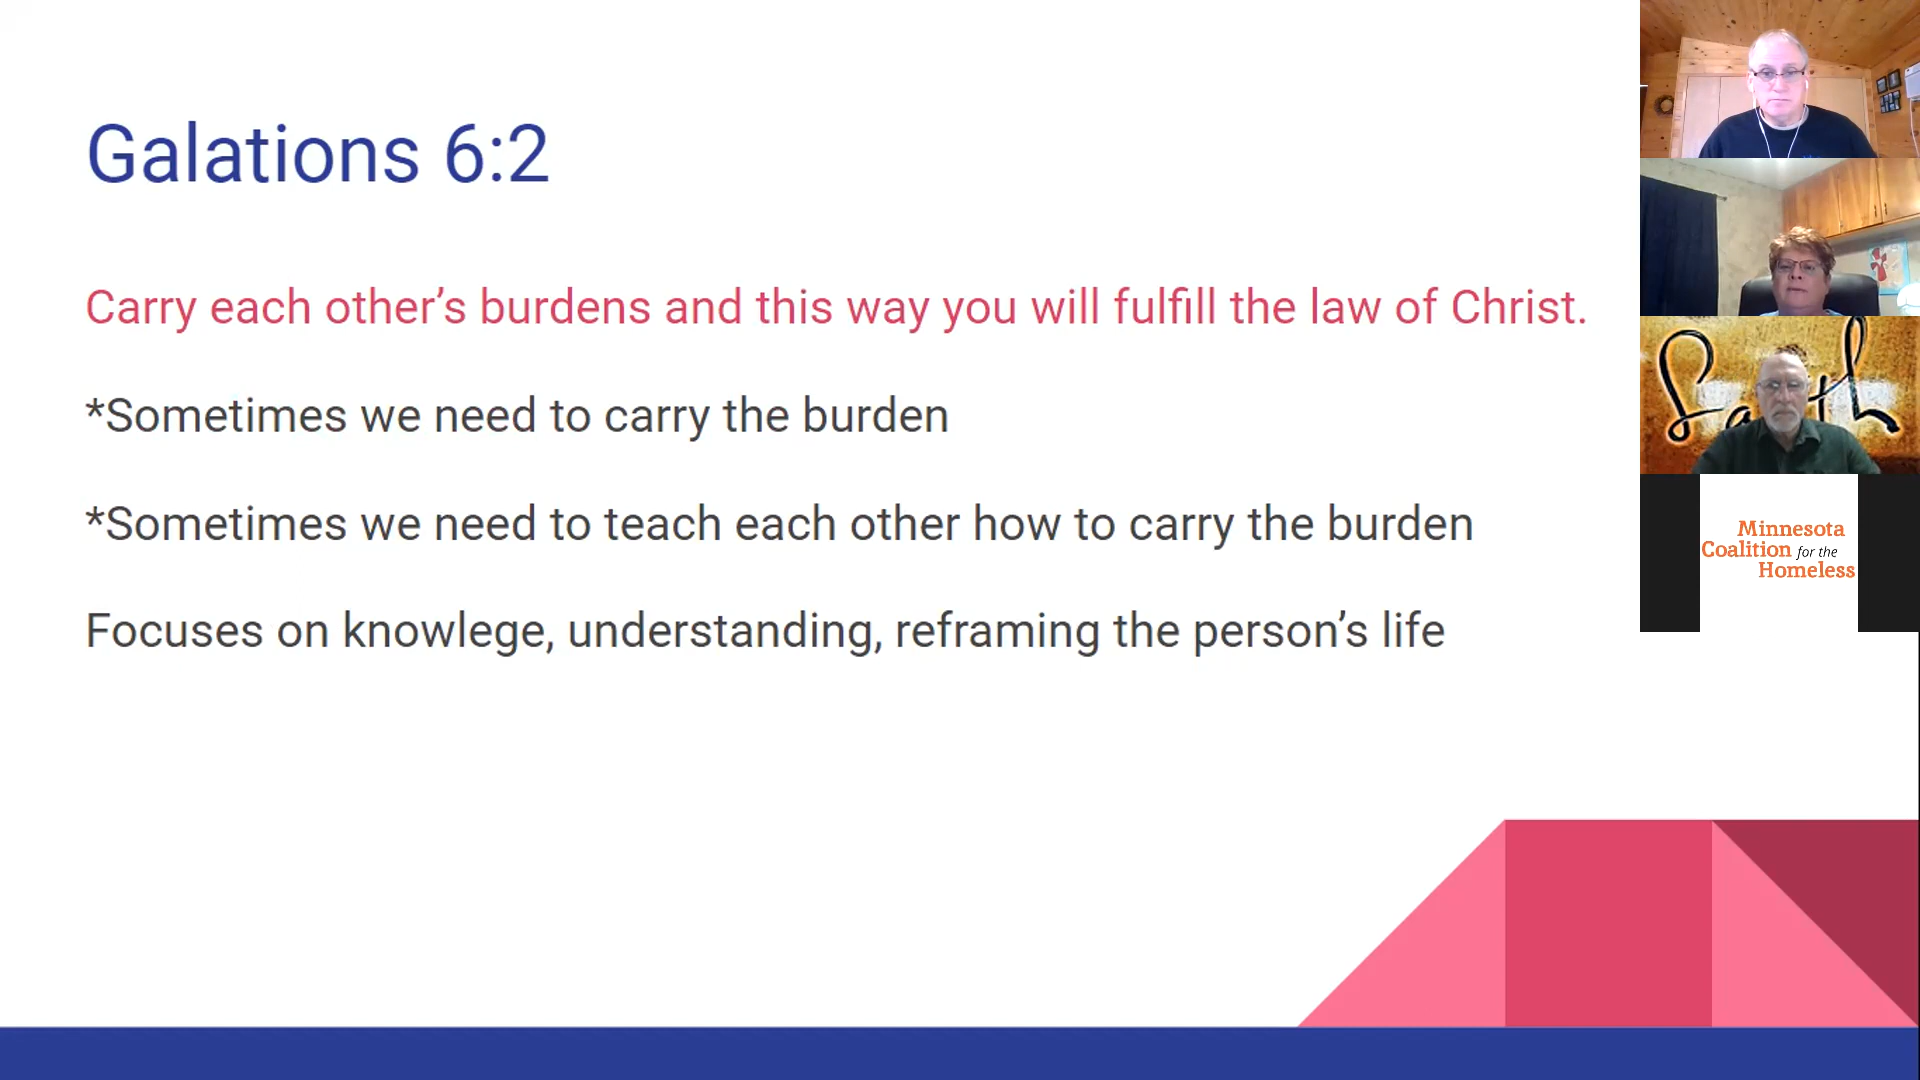 Galations 6:2
Carry each other’s burdens and this way you will fulfill the law of Christ.
*Sometimes we need to carry the burden
*Sometimes we need to teach each other how to carry the burden
Focuses on knowlege, understanding, reframing the person’s life
Minnesota
Coalition for the
Homeless